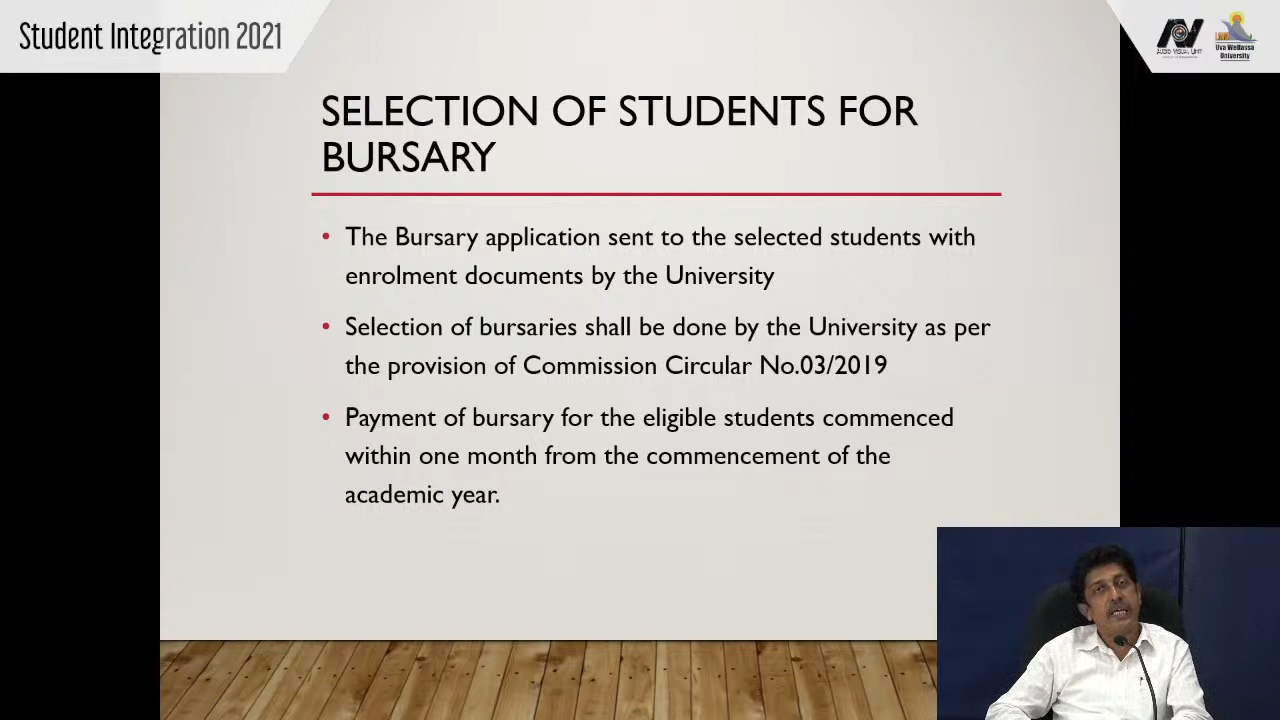 Student Integration 2021
AUDIO VISUAL UNIT
Uva Wellassa
University
SELECTION OF STUDENTS FOR
BURSARY
• The Bursary application sent to the selected students with
enrolment documents by the University
• Selection of bursaries shall be done by the University as per
the provision of Commission Circular No.03/2019
• Payment of bursary for the eligible students commenced
within one month from the commencement of the
academic year.